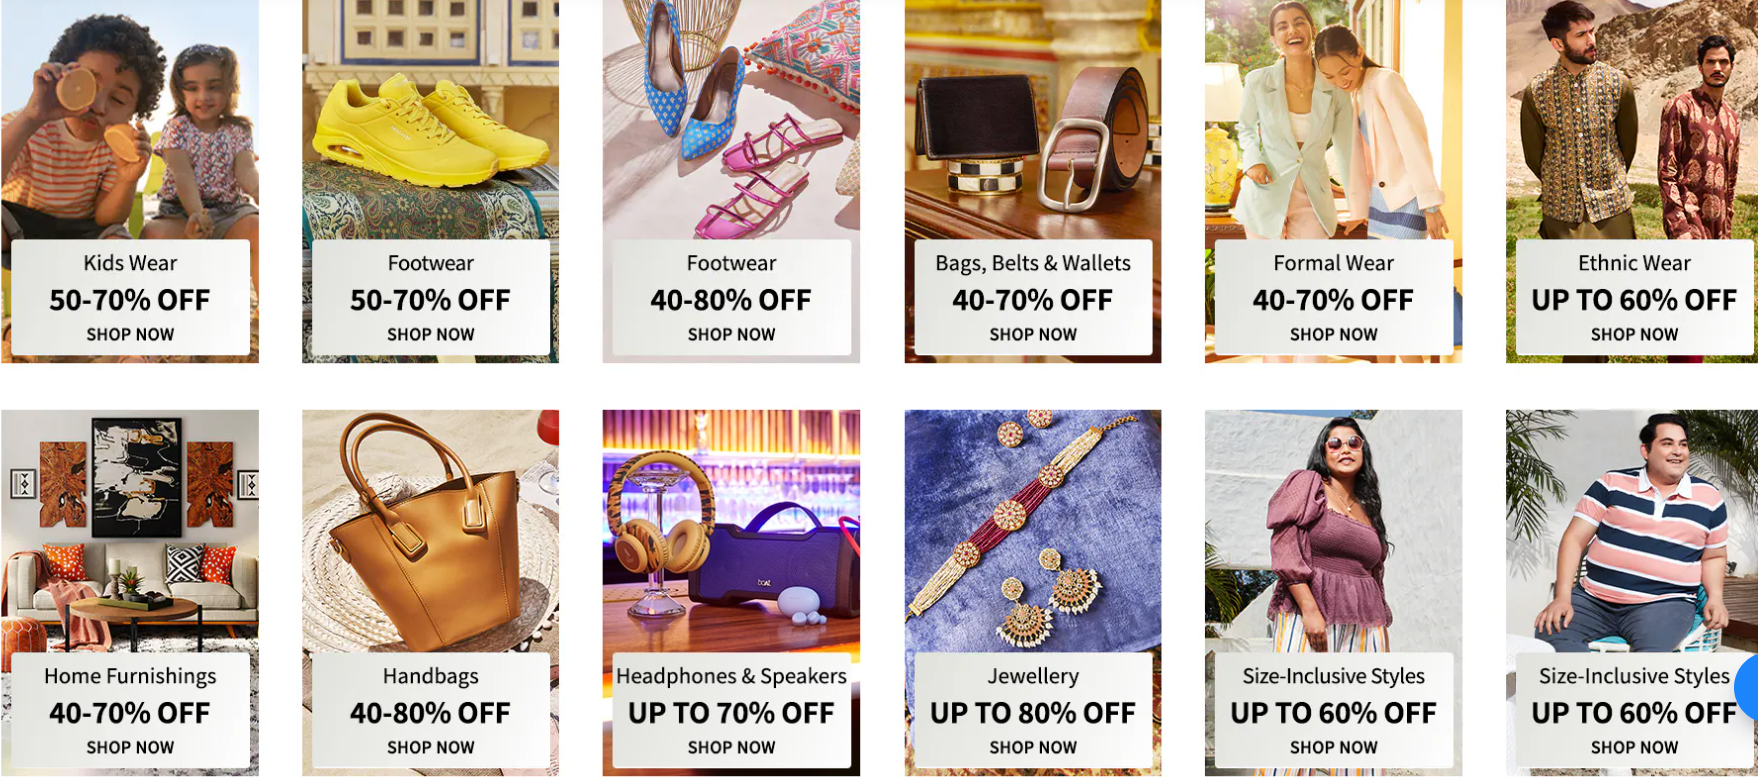 Kids Wear
50-70% OFF
SHOP NOW
Footwear
50-70% OFF
SHOP NOW
Footwear
40-80% OFF
SHOP NOW
Bags, Belts & Wallets
40-70% OFF
SHOP NOW
Formal Wear
40-70% OFF
SHOP NOW
Ethnic Wear
UP TO 60% OFF
SHOP NOW
Home Furnishings
40-70% OFF
SHOP NOW
Handbags
40-80% OFF
SHOP NOW
boAt
Headphones & Speakers
UP TO 70% OFF
SHOP NOW
Jewellery
UP TO 80% OFF
SHOP NOW
Size-Inclusive Styles
UP TO 60% OFF
SHOP NOW
Size-Inclusive Styles
UP TO 60% OFF
SHOP NOW